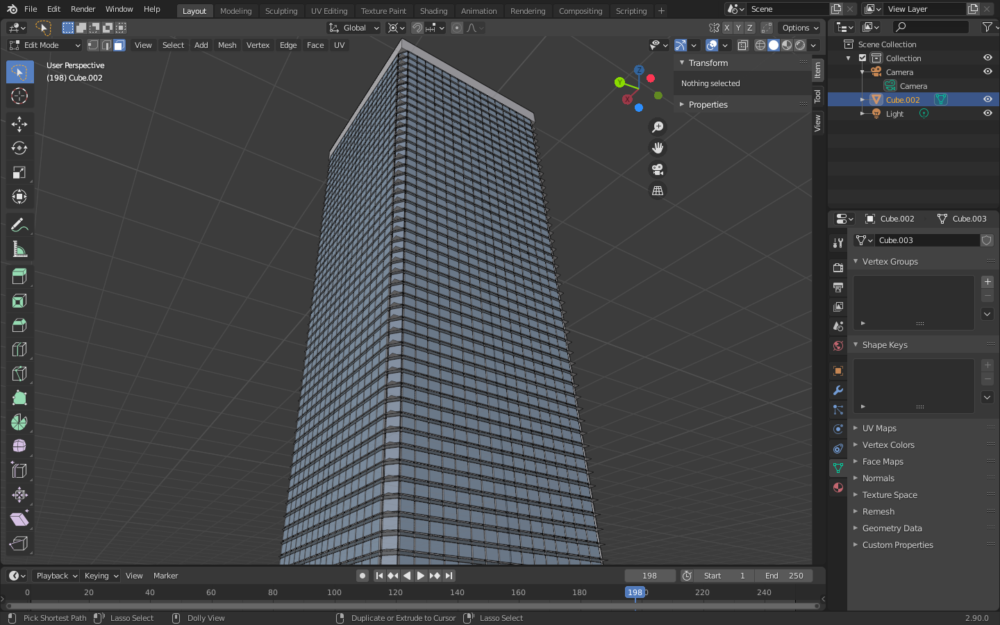 File Edit Render Window Help Layout Modeling Sculpting UV Editing Texture Paint Shading Animation Rendering Compositing Scripting + Scene View Layer
Global X Y Z Options
Edit Mode View Select Add Mesh Vertex Edge Face UV
User Perspective
(198) Cube.002
Z
Y
X
Transform
Nothing selected
Properties
Item
Tool
View
Scene Collection
Collection
Camera
Camera
Cube.002
Light
Cube.002 Cube.003
Cube.003
Vertex Groups
Shape Keys
UV Maps
Vertex Colors
Face Maps
Normals
Texture Space
Remesh
Geometry Data
Custom Properties
Playback Keying View Marker 198 Start 1 End 250
0 20 40 60 80 100 120 140 160 180 198 220 240
Pick Shortest Path Lasso Select Dolly View Duplicate or Extrude to Cursor Lasso Select 2.90.0